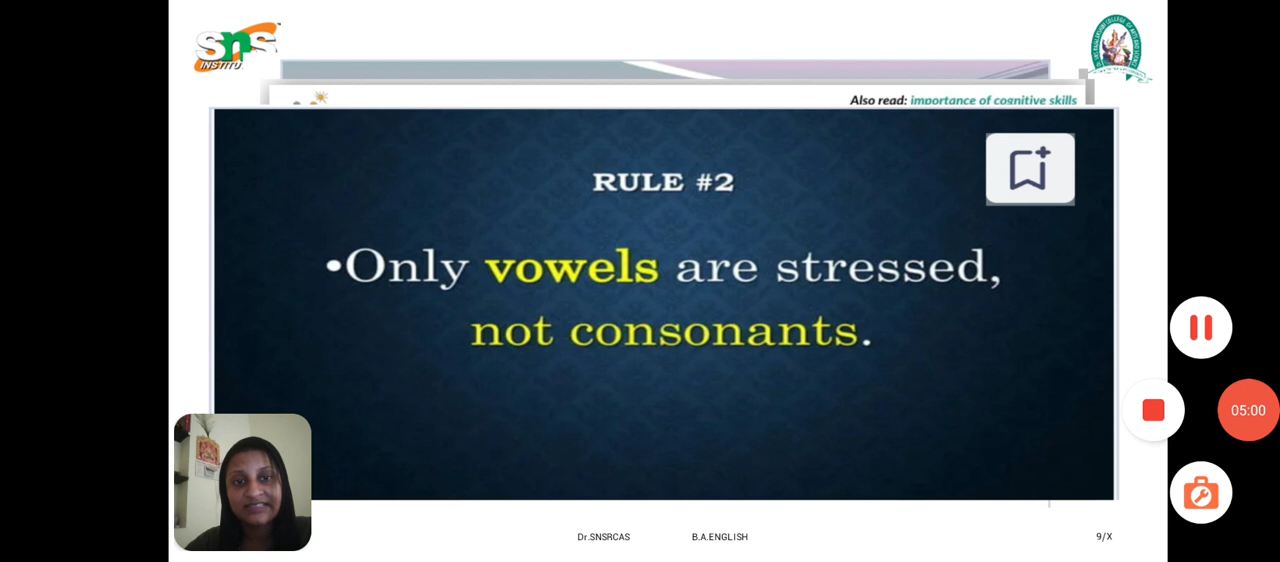 sns
INSTITU
Also read: importance of cognitive skills
RULE #2
•Only vowels are stressed,
not consonants.
05:00
Dr.SNSRCAS
B.A.ENGLISH
9/X